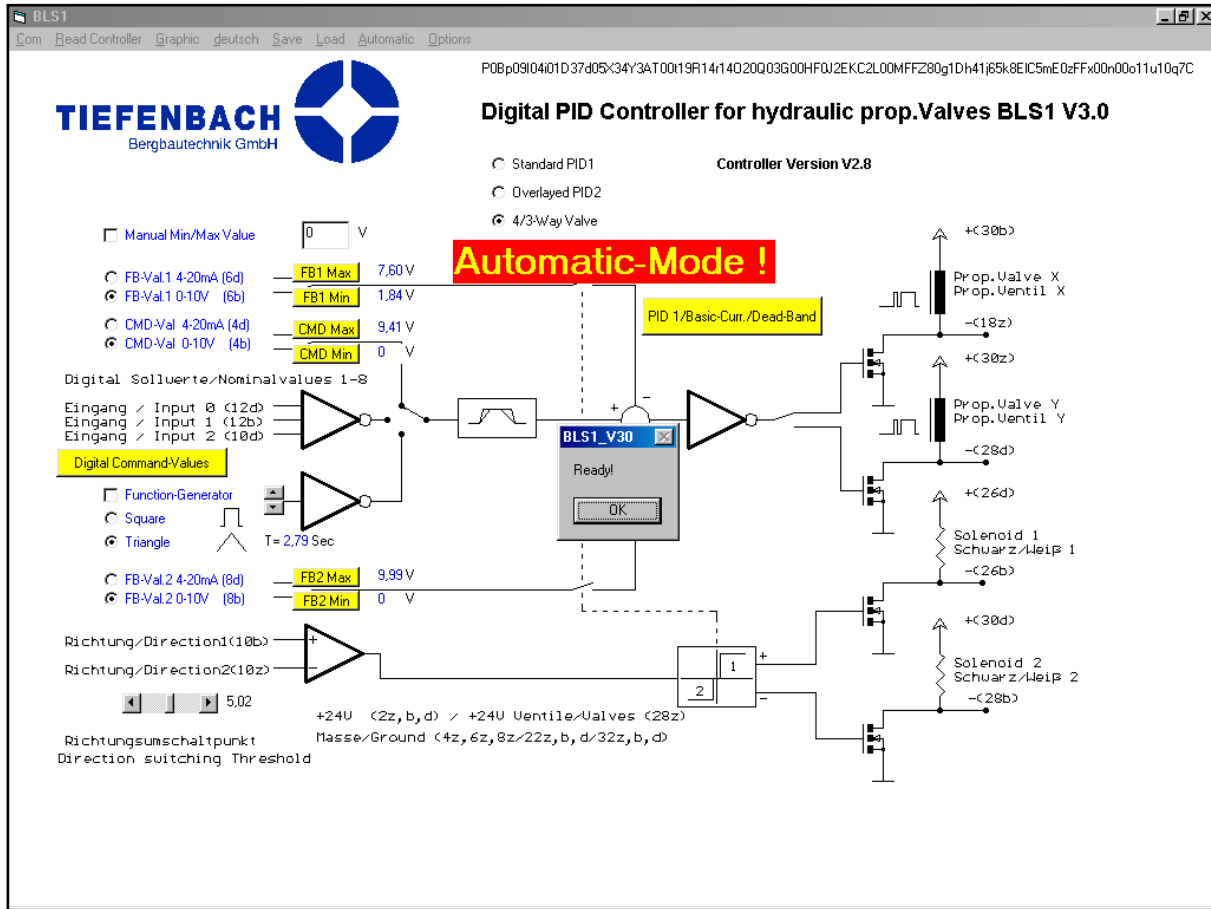 BLS1
Com Read Controller Graphic deutsch Save Load Automatic Options
P0Bp09I04i01D37d05X34Y3AT00t19R14r14O20Q03G00HF0J2EKC2L00MFFZ80g1Dh41j65k8EIC5mE0zFFx00n00o11u10q7C
TIEFENBACH
Bergbautechnik GmbH
Digital PID Controller for hydraulic prop.Valves BLS1 V3.0
Standard PID1
Controller Version V2.8
Overlayed PID2
4/3-Way Valve
Manual Min/Max Value 0 V
Automatic-Mode !
FB-Val.1 4-20mA (6d) FB1 Max 7,60 V
FB-Val.1 0-10V (6b) FB1 Min 1,84 V
CMD-Val 4-20mA (4d) CMD Max 9,41 V
CMD-Val 0-10V (4b) CMD Min 0 V
PID 1/Basic-Curr./Dead-Band
+(30b)
Prop.Valve X
Prop.Ventil X
-(18z)
+(30z)
Prop.Valve Y
Prop.Ventil Y
-(28d)
Digital Sollwerte/Nominalvalues 1-8
Eingang / Input 0 (12d)
Eingang / Input 1 (12b)
Eingang / Input 2 (10d)
+ -
Digital Command-Values
BLS1_V30
Ready!
OK
Function-Generator
Square
Triangle T= 2,79 Sec
+(26d)
Solenoid 1
Schwarz/Weiß 1
-(26b)
FB-Val.2 4-20mA (8d) FB2 Max 9,99 V
FB-Val.2 0-10V (8b) FB2 Min 0 V
Richtung/Direction1(10b) +
Richtung/Direction2(10z) -
1 +
2 -
+(30d)
Solenoid 2
Schwarz/Weiß 2
-(28b)
5,02
+24V (2z,b,d) / +24V Ventile/Valves (28z)
Masse/Ground (4z,6z,8z/22z,b,d/32z,b,d)
Richtungsumschaltpunkt
Direction switching Threshold